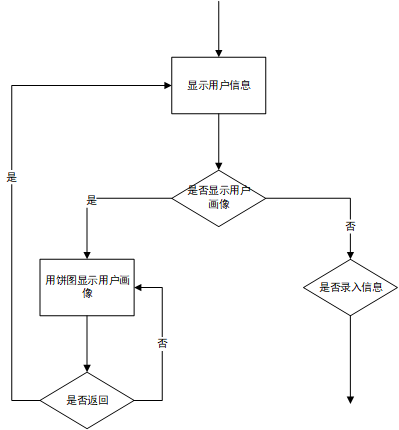 显示用户信息
是
是否显示用户
画像
是
否
用饼图显示用户画
像
是否录入信息
否
是否返回